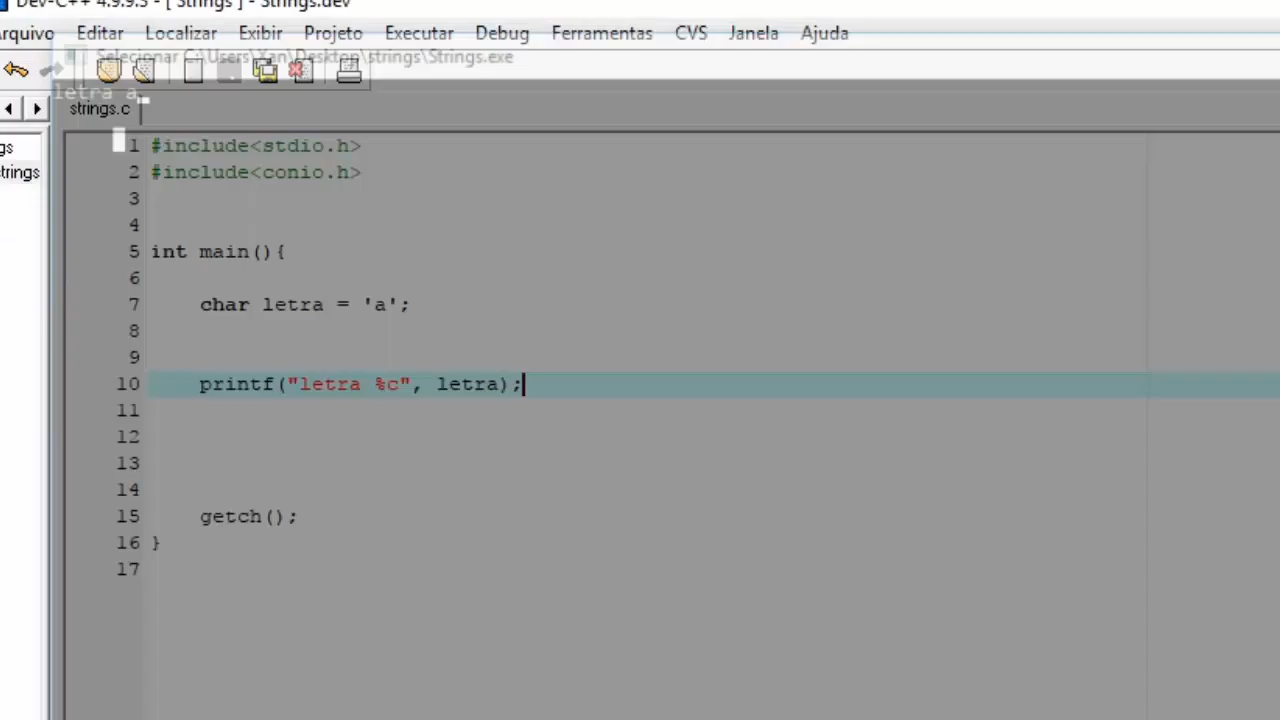 Dev-C++ 4.9.9.3 - [ Strings ] - Strings.dev
Arquivo Editar Localizar Exibir Projeto Executar Debug Ferramentas CVS Janela Ajuda
Selecionar C:\Users\Yan\Desktop\strings\Strings.exe
letra a
strings.c
gs
strings
1 #include<stdio.h>
2 #include<conio.h>
3
4
5 int main(){
6
7 char letra = 'a';
8
9
10 printf("letra %c", letra);
11
12
13
14
15 getch();
16 }
17